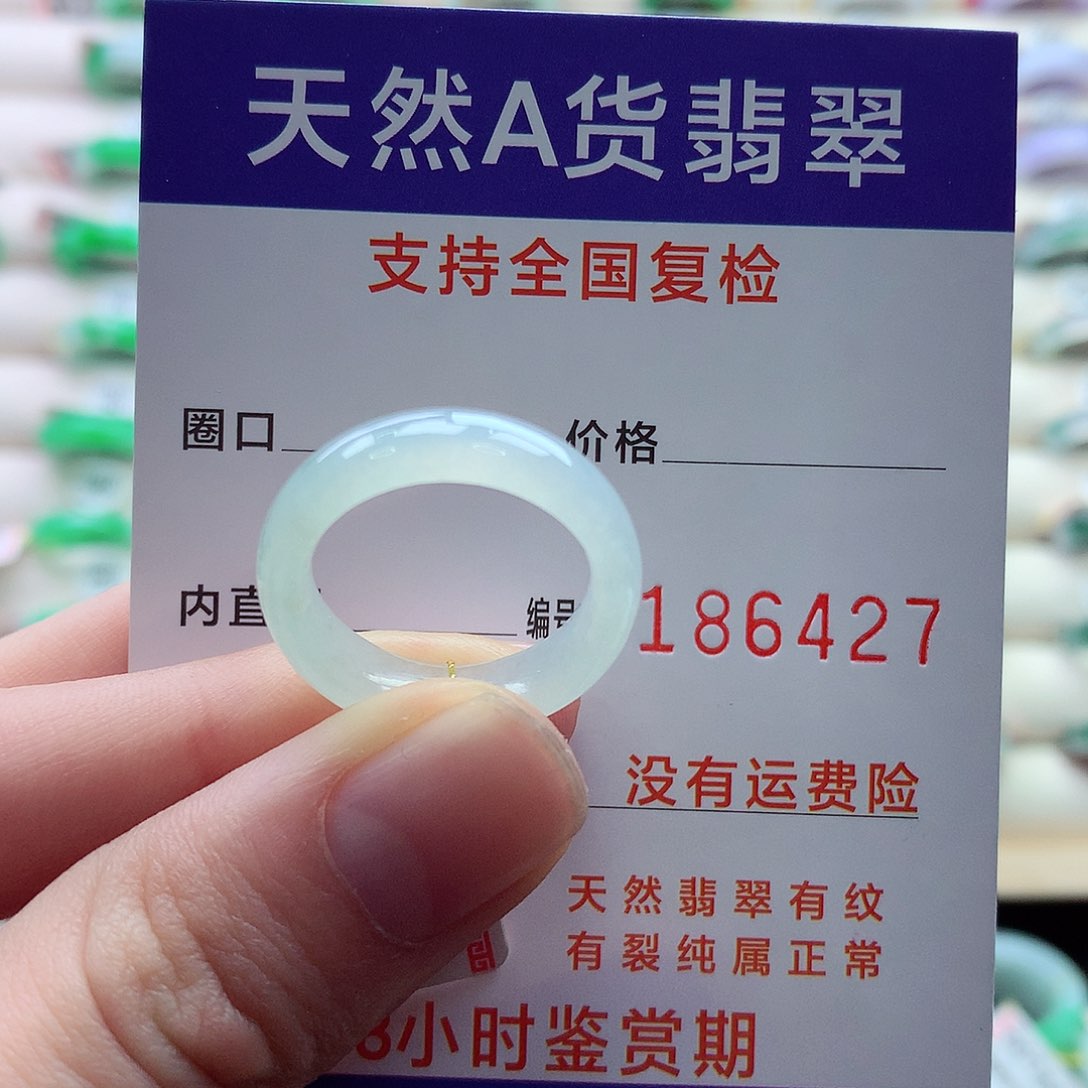 天然A货翡翠
支持全国复检
圈口 价格
内直 编号 186427
没有运费险
天然翡翠有纹
有裂纯属正常
8小时鉴赏期